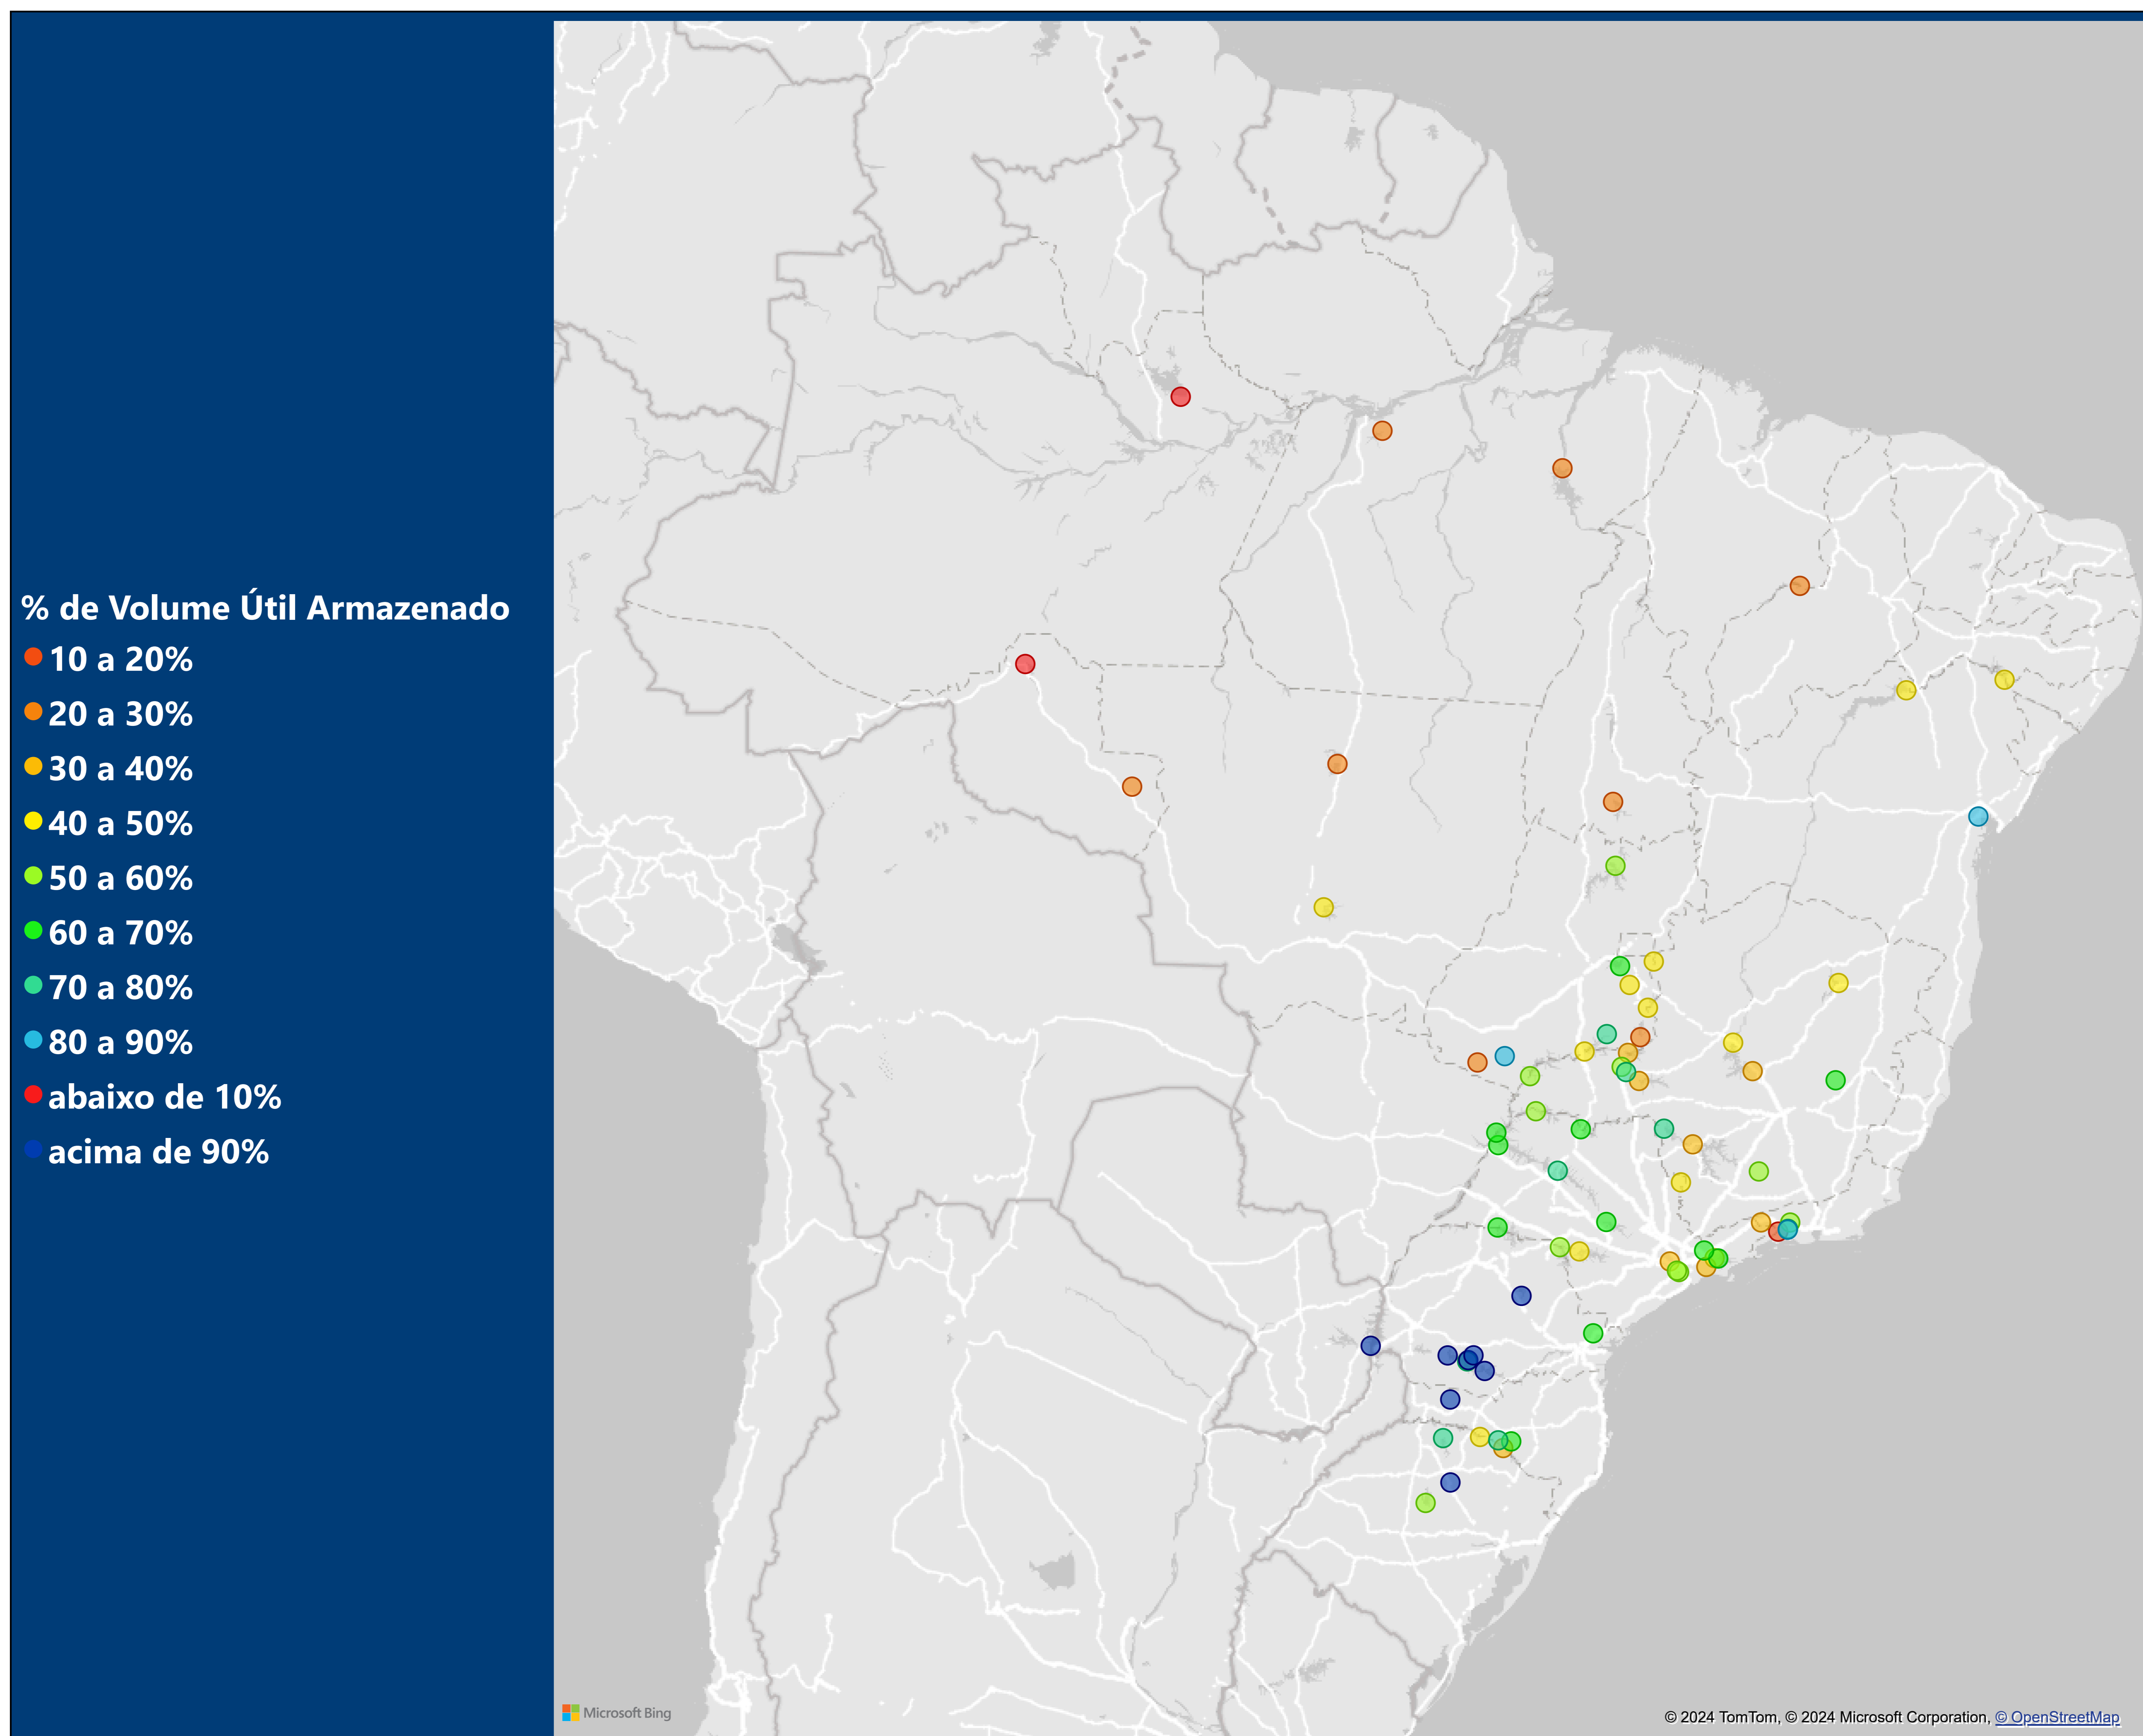 % de Volume Útil Armazenado
10 a 20%
20 a 30%
30 a 40%
40 a 50%
50 a 60%
60 a 70%
70 a 80%
80 a 90%
abaixo de 10%
acima de 90%
Microsoft Bing
© 2024 TomTom, © 2024 Microsoft Corporation, © OpenStreetMap